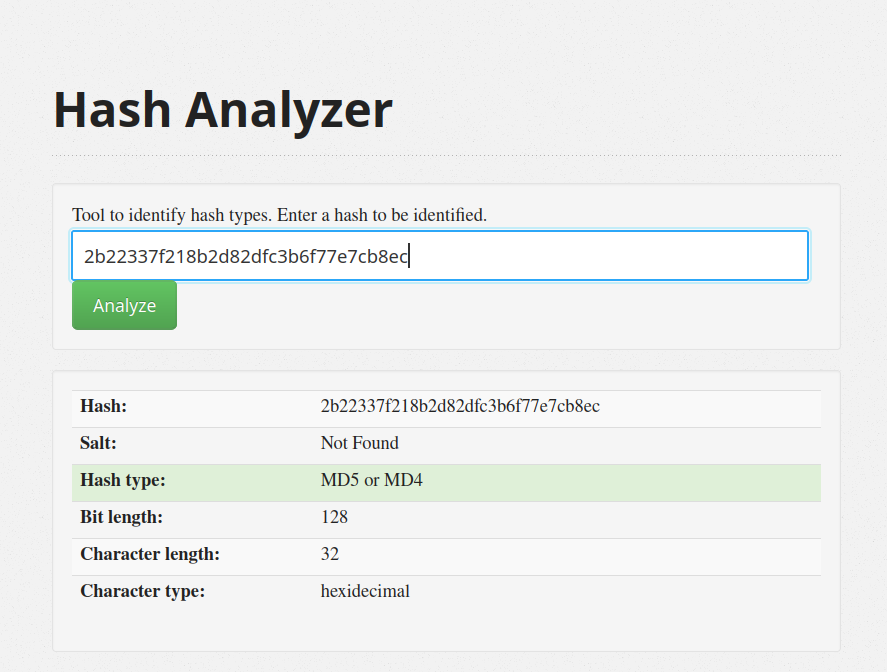 Hash Analyzer
Tool to identify hash types. Enter a hash to be identified.
2b22337f218b2d82dfc3b6f77e7cb8ec
Analyze
Hash: 2b22337f218b2d82dfc3b6f77e7cb8ec
Salt: Not Found
Hash type: MD5 or MD4
Bit length: 128
Character length: 32
Character type: hexidecimal